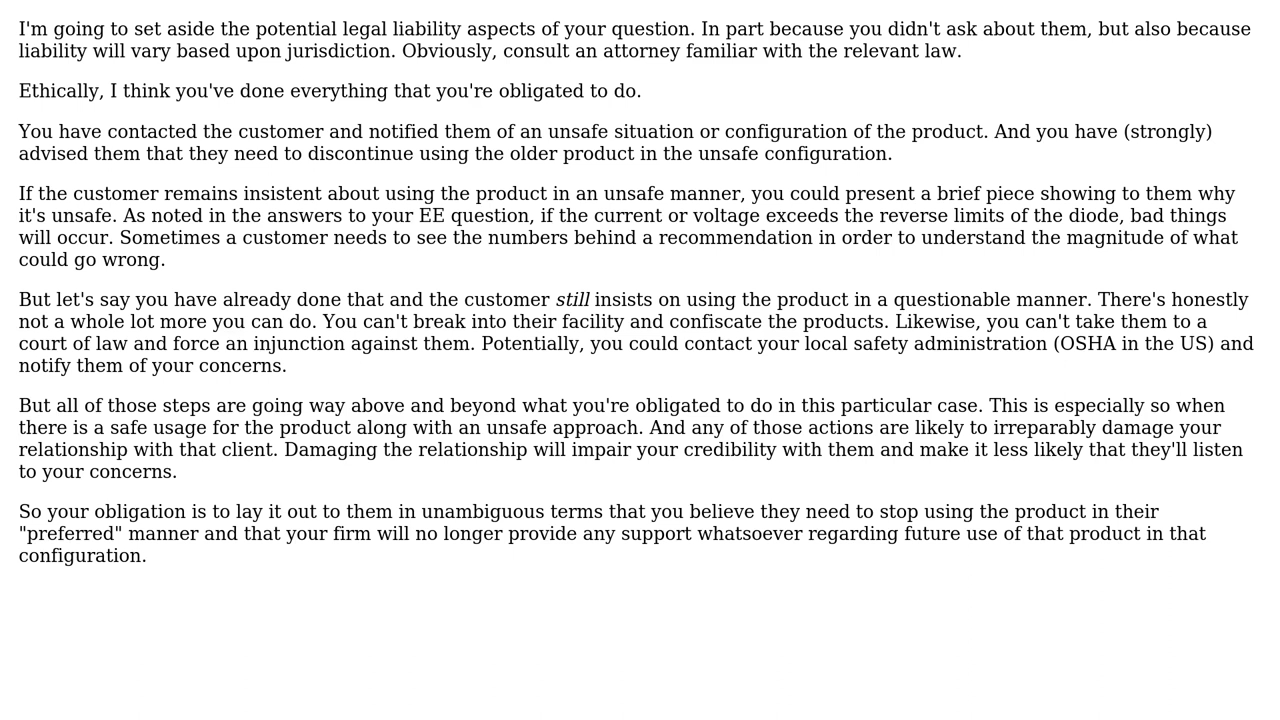 I'm going to set aside the potential legal liability aspects of your question. In part because you didn't ask about them, but also because
liability will vary based upon jurisdiction. Obviously, consult an attorney familiar with the relevant law.
Ethically, I think you've done everything that you're obligated to do.
You have contacted the customer and notified them of an unsafe situation or configuration of the product. And you have (strongly)
advised them that they need to discontinue using the older product in the unsafe configuration.
If the customer remains insistent about using the product in an unsafe manner, you could present a brief piece showing to them why
it's unsafe. As noted in the answers to your EE question, if the current or voltage exceeds the reverse limits of the diode, bad things
will occur. Sometimes a customer needs to see the numbers behind a recommendation in order to understand the magnitude of what
could go wrong.
But let's say you have already done that and the customer still insists on using the product in a questionable manner. There's honestly
not a whole lot more you can do. You can't break into their facility and confiscate the products. Likewise, you can't take them to a
court of law and force an injunction against them. Potentially, you could contact your local safety administration (OSHA in the US) and
notify them of your concerns.
But all of those steps are going way above and beyond what you're obligated to do in this particular case. This is especially so when
there is a safe usage for the product along with an unsafe approach. And any of those actions are likely to irreparably damage your
relationship with that client. Damaging the relationship will impair your credibility with them and make it less likely that they'll listen
to your concerns.
So your obligation is to lay it out to them in unambiguous terms that you believe they need to stop using the product in their
"preferred" manner and that your firm will no longer provide any support whatsoever regarding future use of that product in that
configuration.